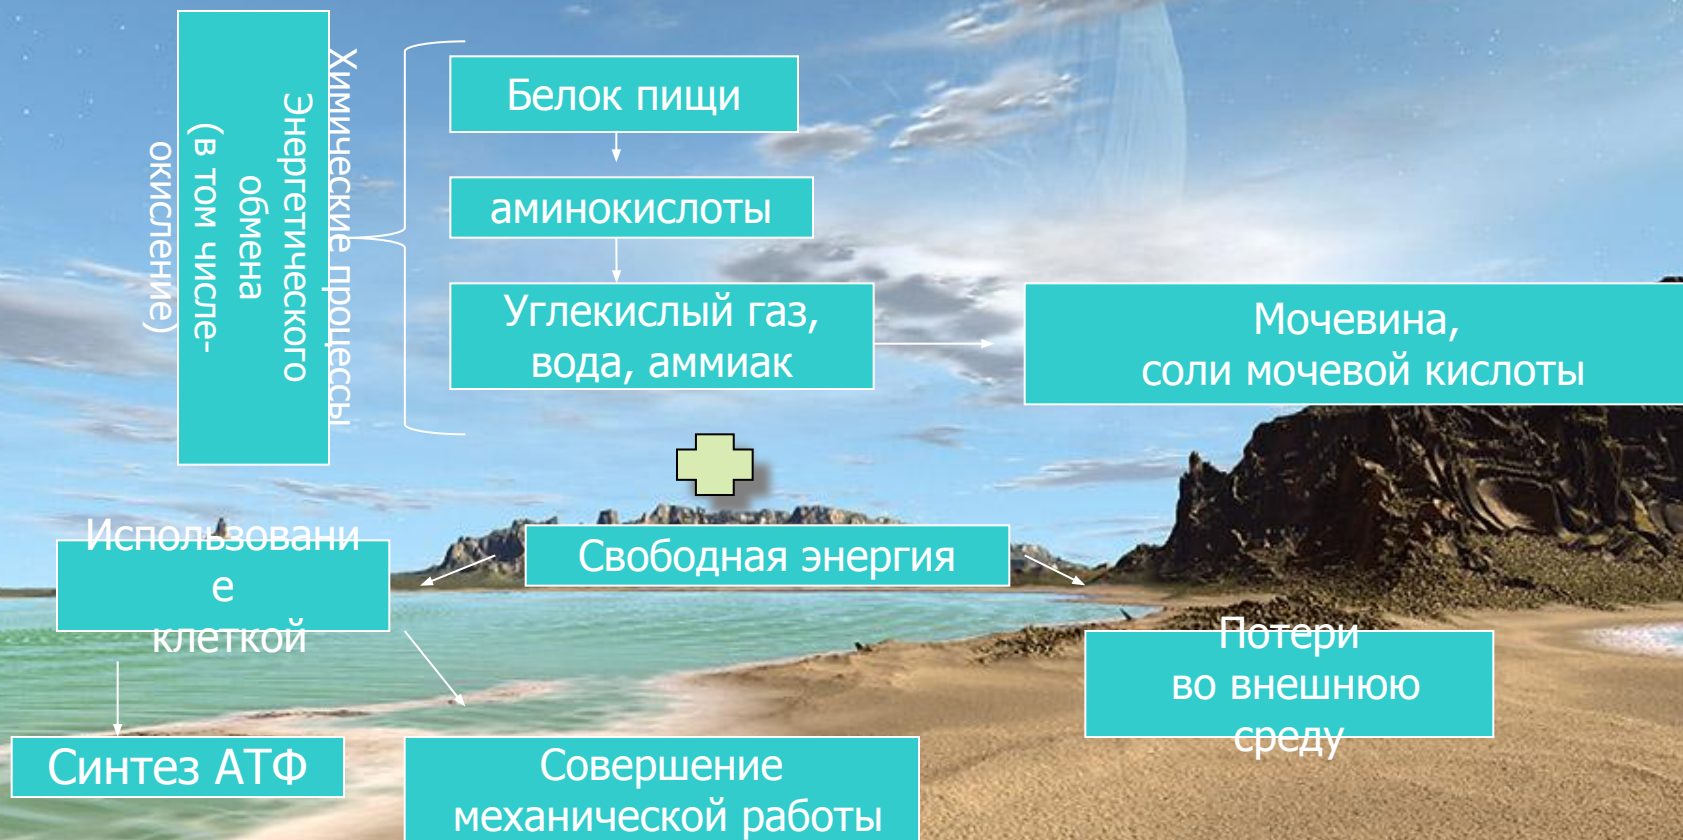 Химические процессы
Энергетического
обмена
(в том числе-
окисление)
Белок пищи
аминокислоты
Углекислый газ,
вода, аммиак
Мочевина,
соли мочевой кислоты
Свободная энергия
Использовани
е
клеткой
Потери
во внешнюю
среду
Синтез АТФ
Совершение
механической работы